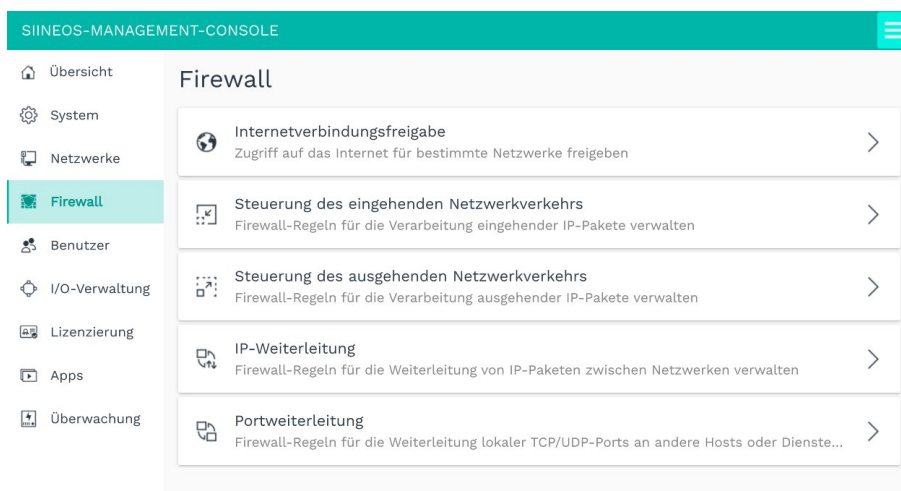 SIINEOS-MANAGEMENT-CONSOLE
Übersicht
System
Netzwerke
Firewall
Benutzer
I/O-Verwaltung
Lizenzierung
Apps
Überwachung
Firewall
Internetverbindungsfreigabe
Zugriff auf das Internet für bestimmte Netzwerke freigeben
Steuerung des eingehenden Netzwerkverkehrs
Firewall-Regeln für die Verarbeitung eingehender IP-Pakete verwalten
Steuerung des ausgehenden Netzwerkverkehrs
Firewall-Regeln für die Verarbeitung ausgehender IP-Pakete verwalten
IP-Weiterleitung
Firewall-Regeln für die Weiterleitung von IP-Paketen zwischen Netzwerken verwalten
Portweiterleitung
Firewall-Regeln für die Weiterleitung lokaler TCP/UDP-Ports an andere Hosts oder Dienste...